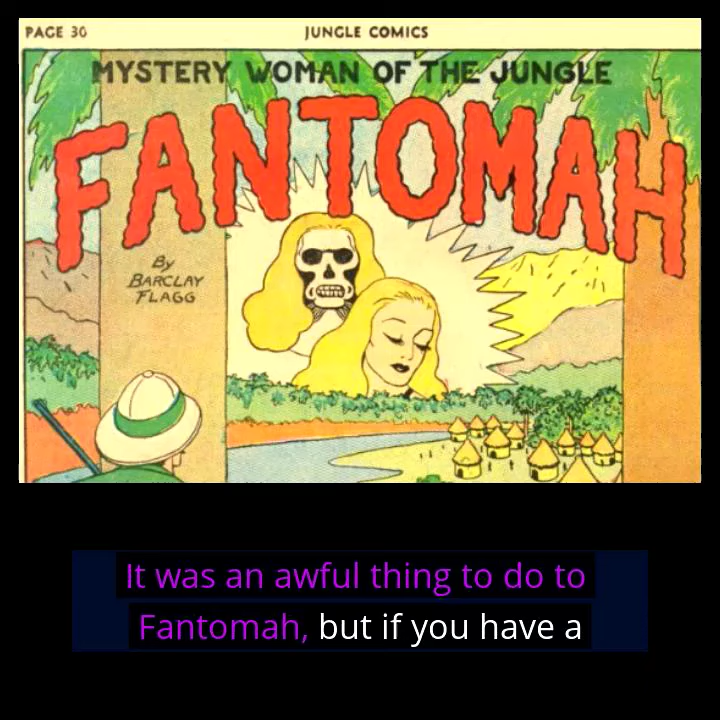 PAGE 30
JUNGLE COMICS
MYSTERY WOMAN OF THE JUNGLE
FANTOMAH
By
BARCLAY
FLAGG
It was an awful thing to do to
Fantomah, but if you have a